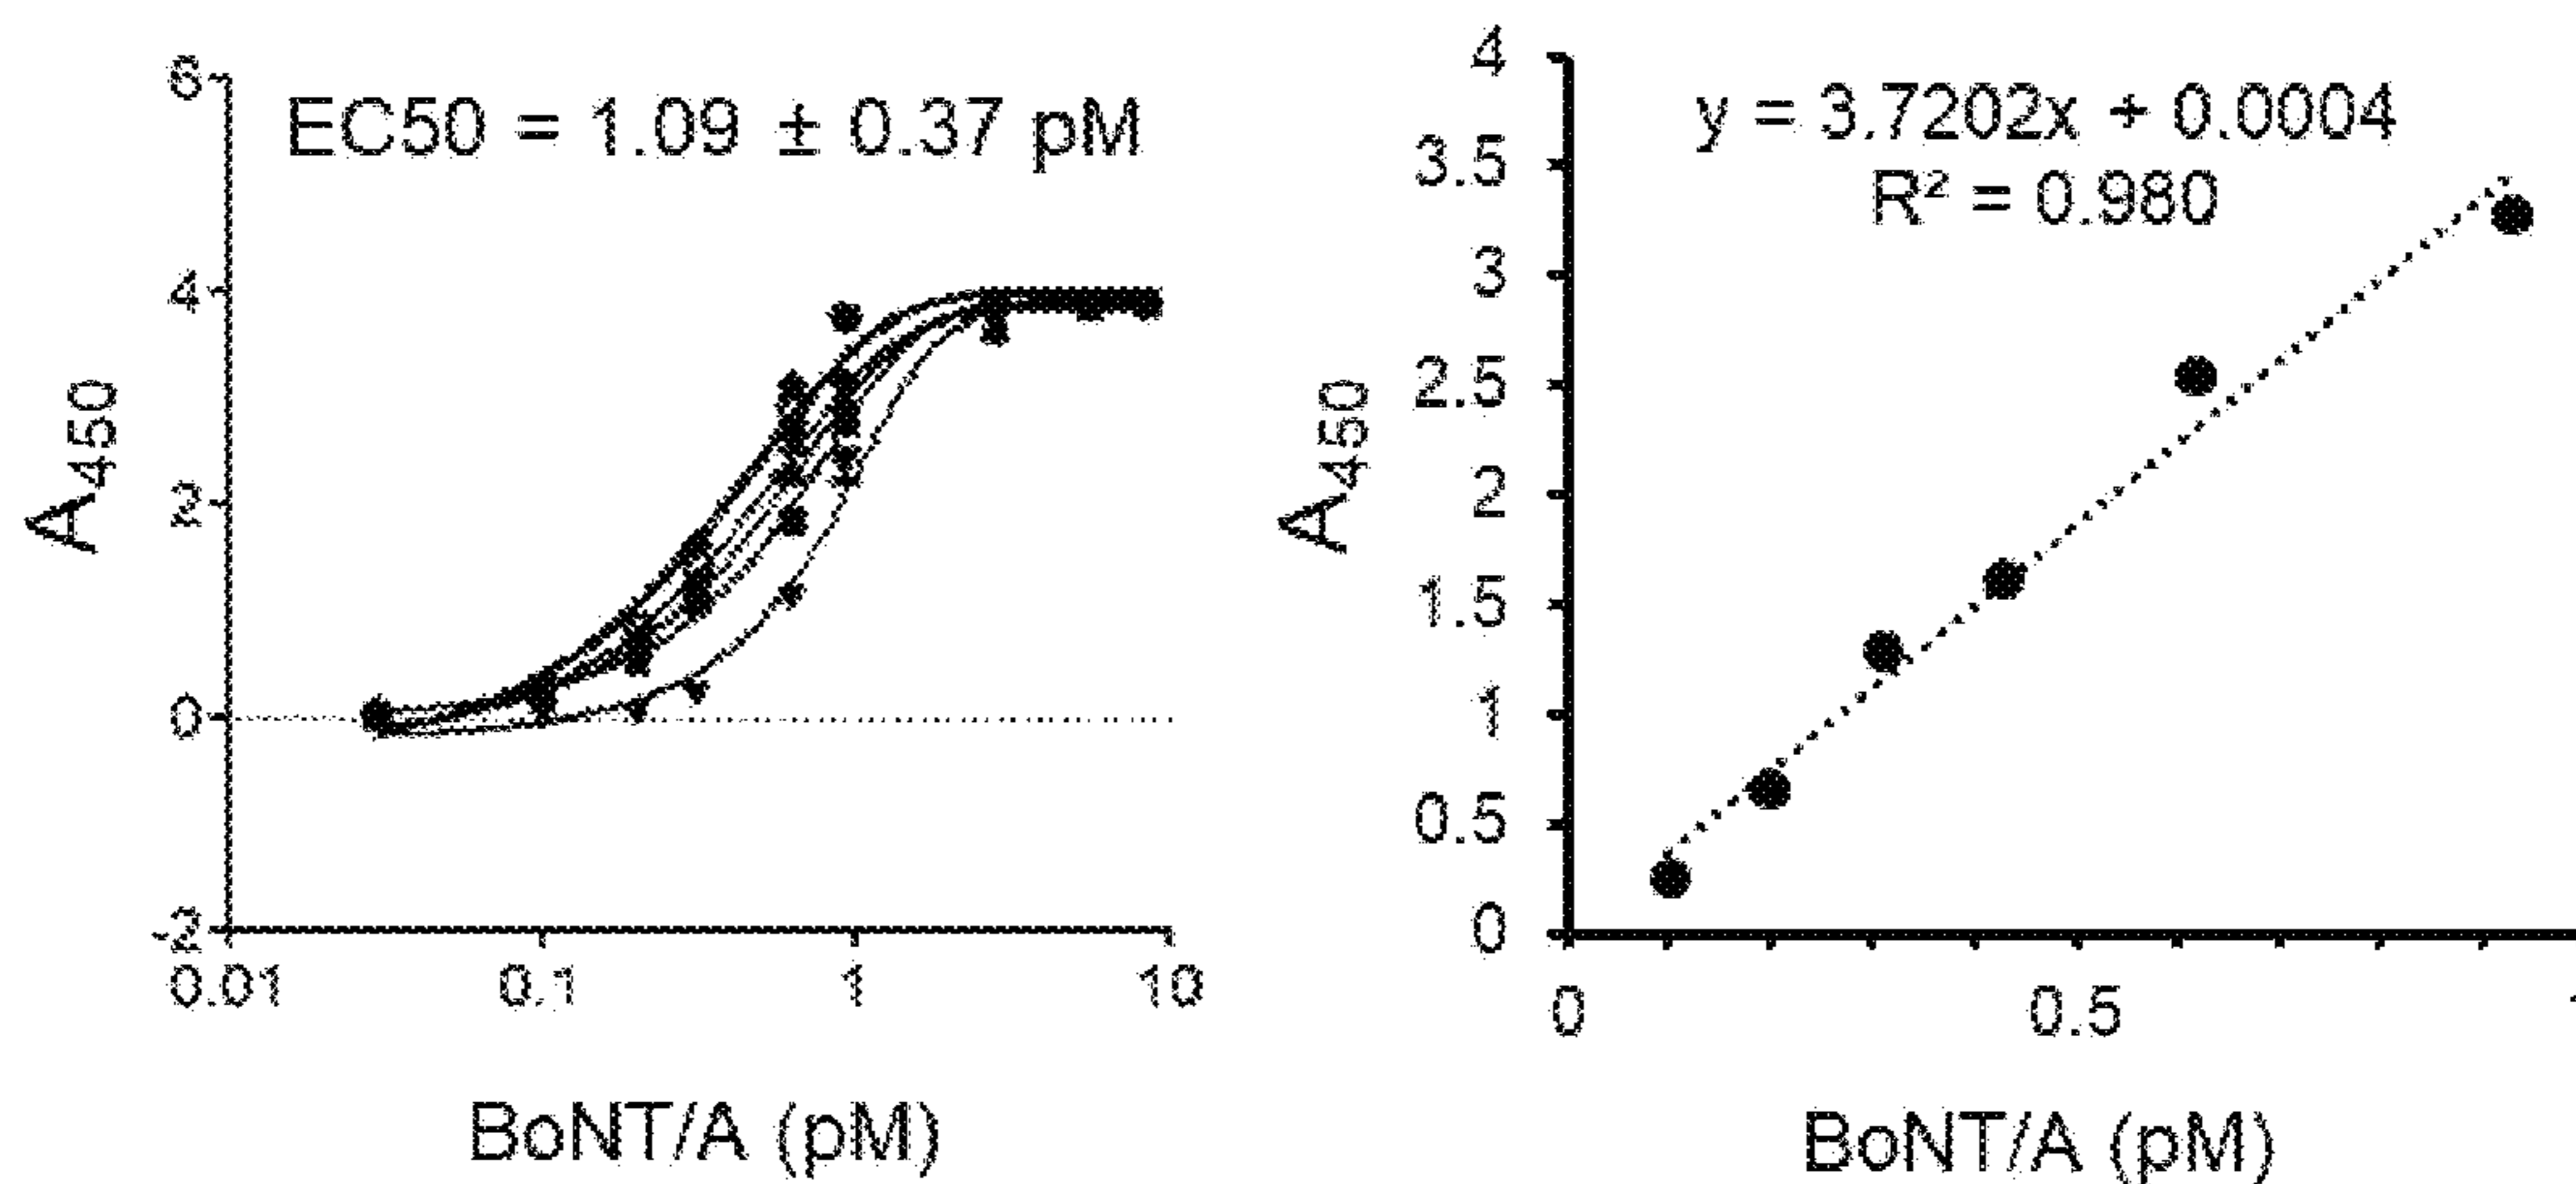 6
EC50 = 1.09 ± 0.37 pM
4
2
0
-2
A450
0.01 0.1 1 10
BoNT/A (pM)
4
y = 3.7202x + 0.0004
3.5
R² = 0.980
3
2.5
2
1.5
1
0.5
0
A450
0 0.5
BoNT/A (pM)